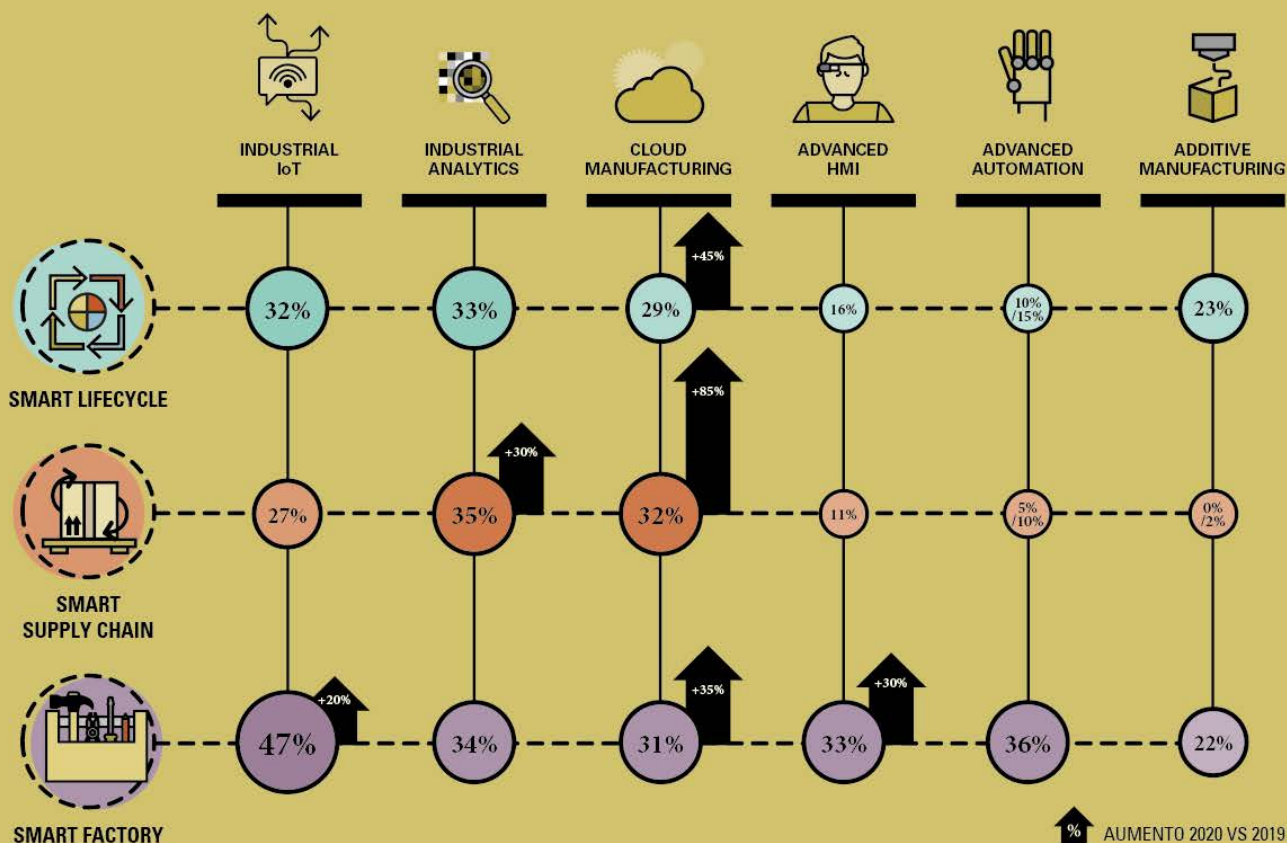 INDUSTRIAL
IoT
INDUSTRIAL
ANALYTICS
CLOUD
MANUFACTURING
ADVANCED
HMI
ADVANCED
AUTOMATION
ADDITIVE
MANUFACTURING
+45%
32%
33%
29%
16%
10%
/15%
23%
SMART LIFECYCLE
+85%
+30%
27%
35%
32%
11%
5%
/10%
0%
/2%
SMART
SUPPLY CHAIN
+20%
+35%
+30%
47%
34%
31%
33%
36%
22%
SMART FACTORY
% AUMENTO 2020 VS 2019